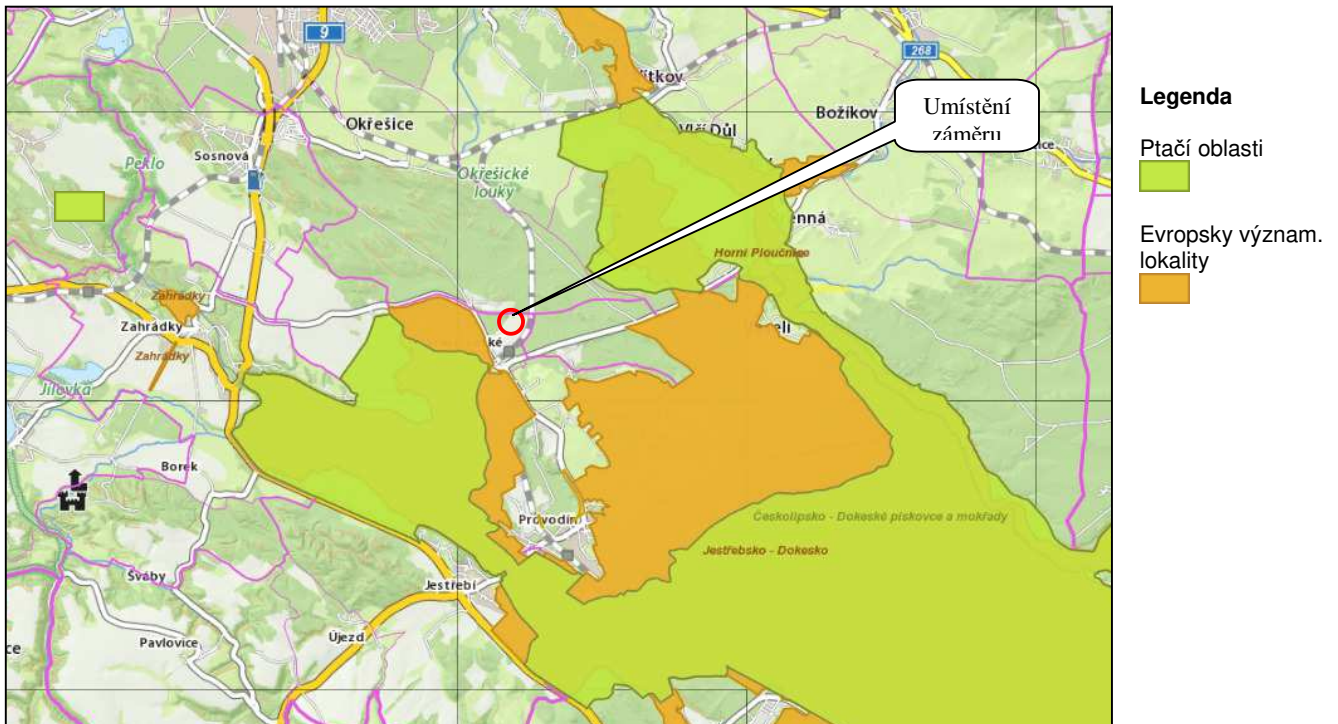 9
268
Okřešice
Božíkov
Umístění
záměru
Sosnová
Peklo
Okřešické
louky
Horní Ploučnice
Zahrádky
Zahrádky
Zahrádky
Jílovka
Borek
Provodín
Českolipsko - Dokeské pískovce a mokřady
Jestřebsko - Dokesko
Šváby
Jestřebí
Újezd
Pavlovice
Legenda
Ptačí oblasti
Evropsky význam.
lokality